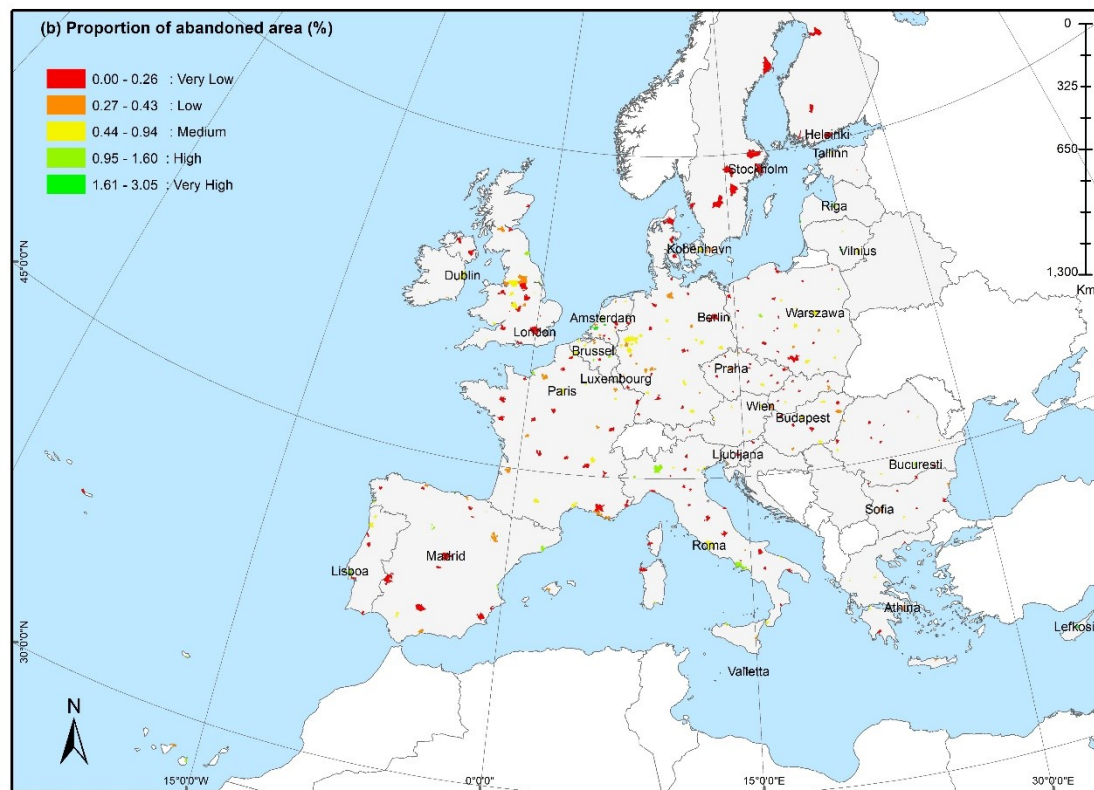 (b) Proportion of abandoned area (%)
0.00 - 0.26 : Very Low
0.27 - 0.43 : Low
0.44 - 0.94 : Medium
0.95 - 1.60 : High
1.61 - 3.05 : Very High
0
325
650
1,300
Km
Helsinki
Tallinn
Stockholm
Riga
Vilnius
København
Dublin
45°0'0"N
Amsterdam
Berlin
Warszawa
London
Brussel
Praha
Luxembourg
Paris
Wien
Budapest
Ljubljana
Bucuresti
Sofia
Roma
Madrid
Lisboa
Athina
Lefkosi
30°0'0"N
Valletta
N
15°0'0"W
0°0'0"
15°0'0"E
30°0'0"E